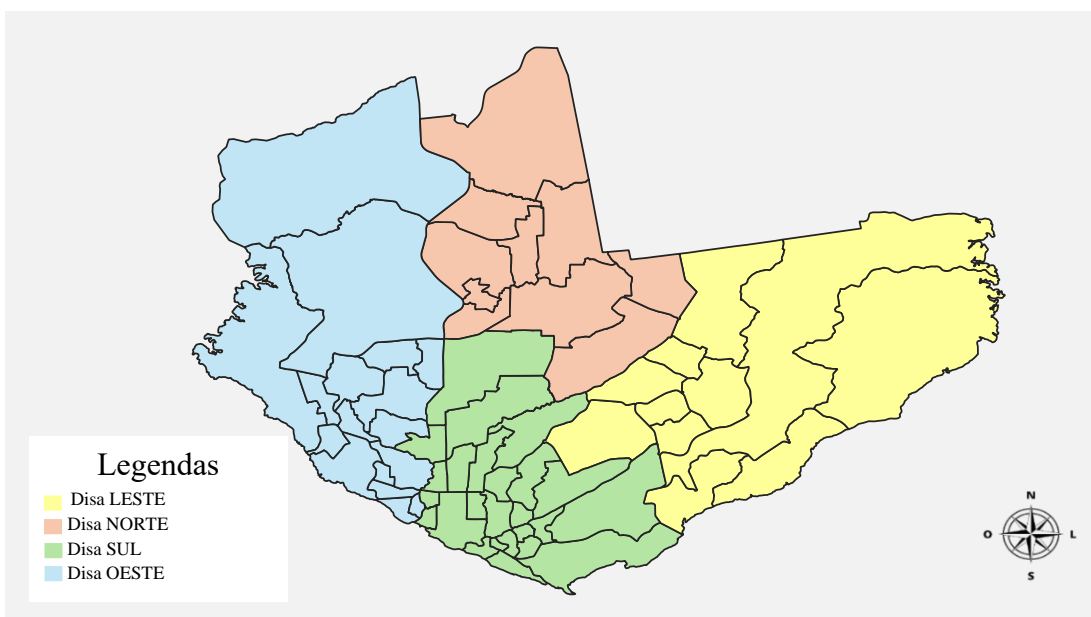 Legendas
Disa LESTE
Disa NORTE
Disa SUL
Disa OESTE
N
O L
S